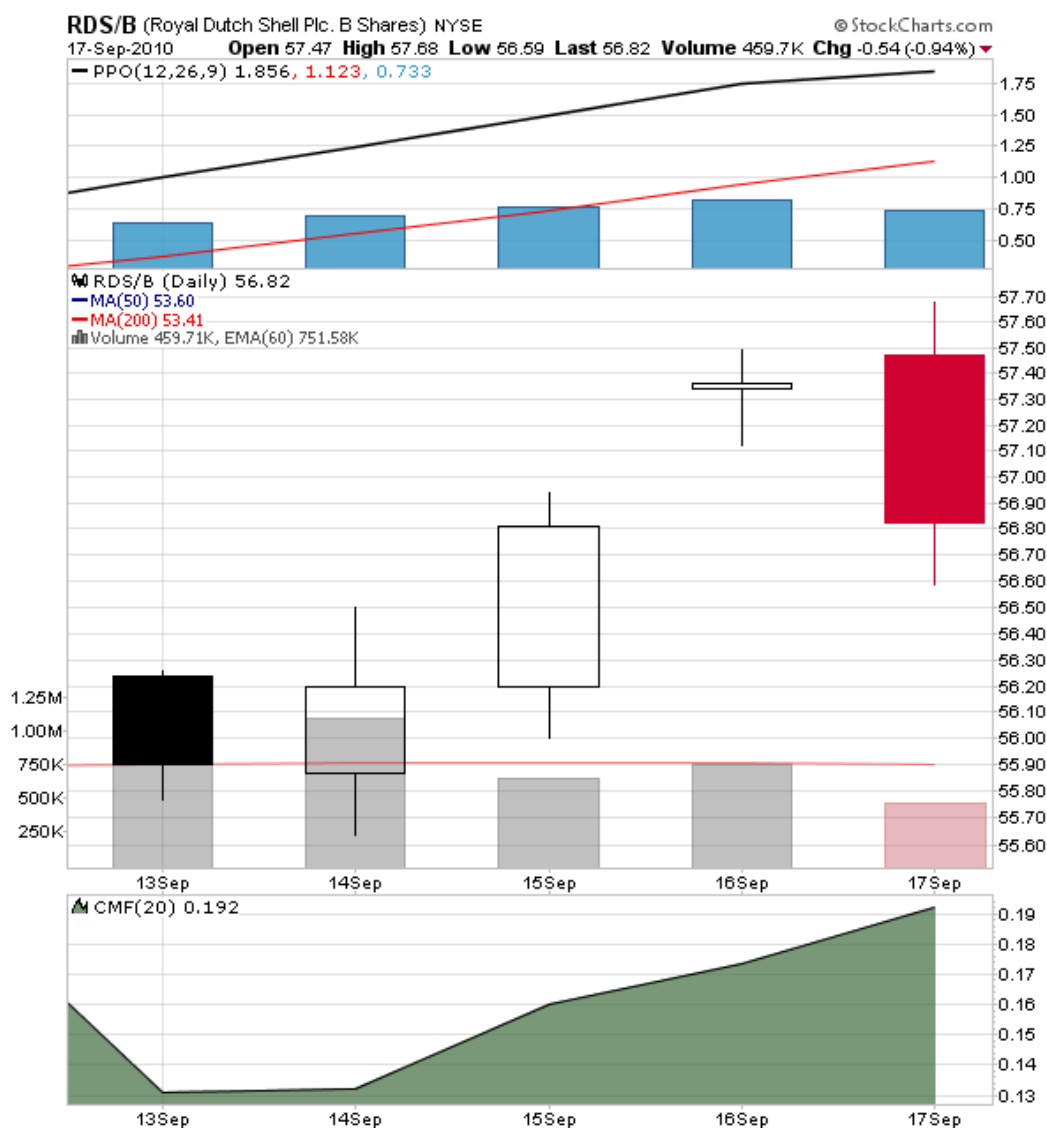 RDS/B (Royal Dutch Shell Plc. B Shares) NYSE © StockCharts.com
17-Sep-2010 Open 57.47 High 57.68 Low 56.59 Last 56.82 Volume 459.7K Chg -0.54 (-0.94%)
PPO(12,26,9) 1.856, 1.123, 0.733
1.75
1.50
1.25
1.00
0.75
0.50
RDS/B (Daily) 56.82
MA(50) 53.60
MA(200) 53.41
Volume 459.71K, EMA(60) 751.58K
57.70
57.60
57.50
57.40
57.30
57.20
57.10
57.00
56.90
56.80
56.70
56.60
56.50
56.40
56.30
56.20
56.10
56.00
55.90
55.80
55.70
55.60
1.25M
1.00M
750K
500K
250K
13Sep 14Sep 15Sep 16Sep 17Sep
CMF(20) 0.192
0.19
0.18
0.17
0.16
0.15
0.14
0.13
13Sep 14Sep 15Sep 16Sep 17Sep